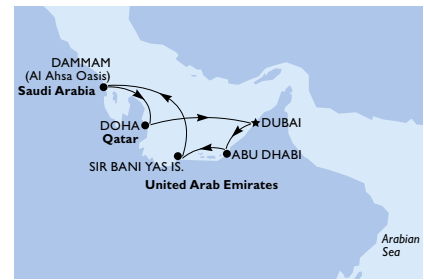 DAMMAM
(Al Ahsa Oasis)
Saudi Arabia
DOHA
Qatar
DUBAI
ABU DHABI
SIR BANI YAS IS.
United Arab Emirates
Arabian
Sea